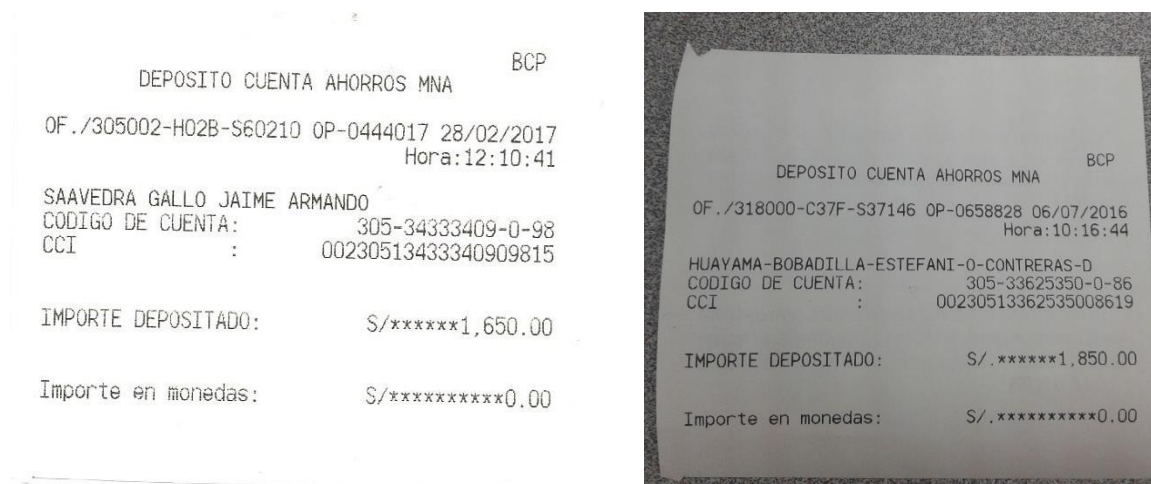 BCP
DEPOSITO CUENTA AHORROS MNA
OF./305002-H02B-S60210 OP-0444017 28/02/2017
Hora:12:10:41
SAAVEDRA GALLO JAIME ARMANDO
CODIGO DE CUENTA: 305-34333409-0-98
CCI : 00230513433340909815
IMPORTE DEPOSITADO: S/******1,650.00
Importe en monedas: S/**********0.00
BCP
DEPOSITO CUENTA AHORROS MNA
OF./318000-C37F-S37146 OP-0658828 06/07/2016
Hora:10:16:44
HUAYAMA-BOBADILLA-ESTEFANI-O-CONTRERAS-D
CODIGO DE CUENTA: 305-33625350-0-86
CCI : 00230513362535008619
IMPORTE DEPOSITADO: S/.******1,850.00
Importe en monedas: S/.**********0.00